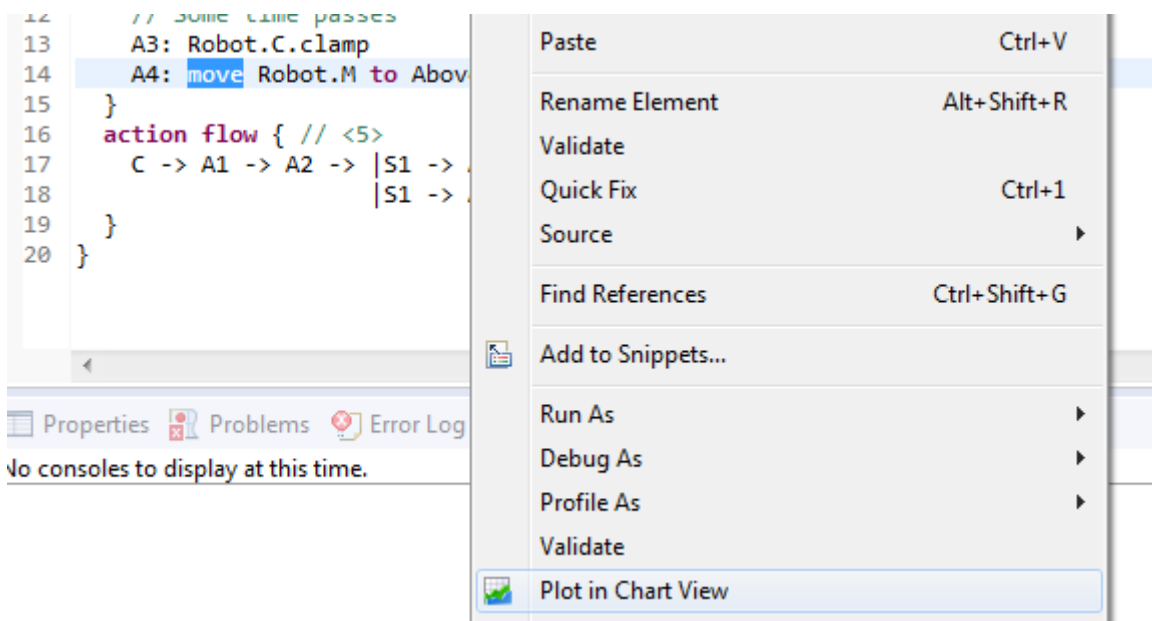 12 // Some time passes
13 A3: Robot.C.clamp
14 A4: move Robot.M to Above
15 }
16 action flow { // <5>
17 C -> A1 -> A2 -> |S1 ->
18 |S1 ->
19 }
20 }
Properties Problems Error Log
No consoles to display at this time.
Paste Ctrl+V
Rename Element Alt+Shift+R
Validate
Quick Fix Ctrl+1
Source
Find References Ctrl+Shift+G
Add to Snippets...
Run As
Debug As
Profile As
Validate
Plot in Chart View